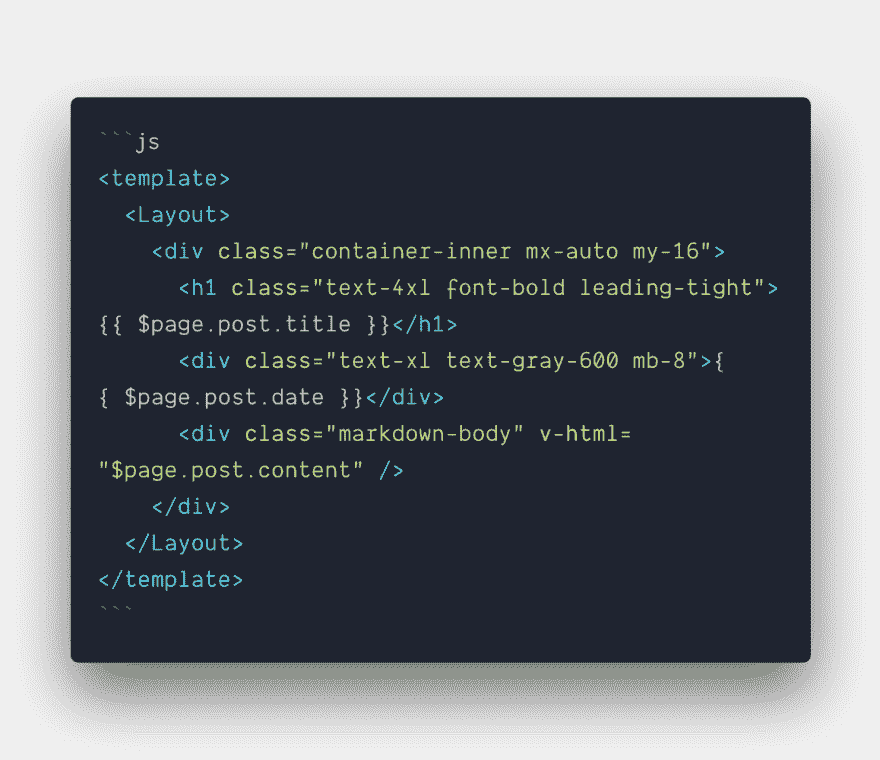 ```js
<template>
  <Layout>
    <div class="container-inner mx-auto my-16">
      <h1 class="text-4xl font-bold leading-tight">
{{ $page.post.title }}</h1>
      <div class="text-xl text-gray-600 mb-8">{
{ $page.post.date }}</div>
      <div class="markdown-body" v-html=
"$page.post.content" />
    </div>
  </Layout>
</template>
```